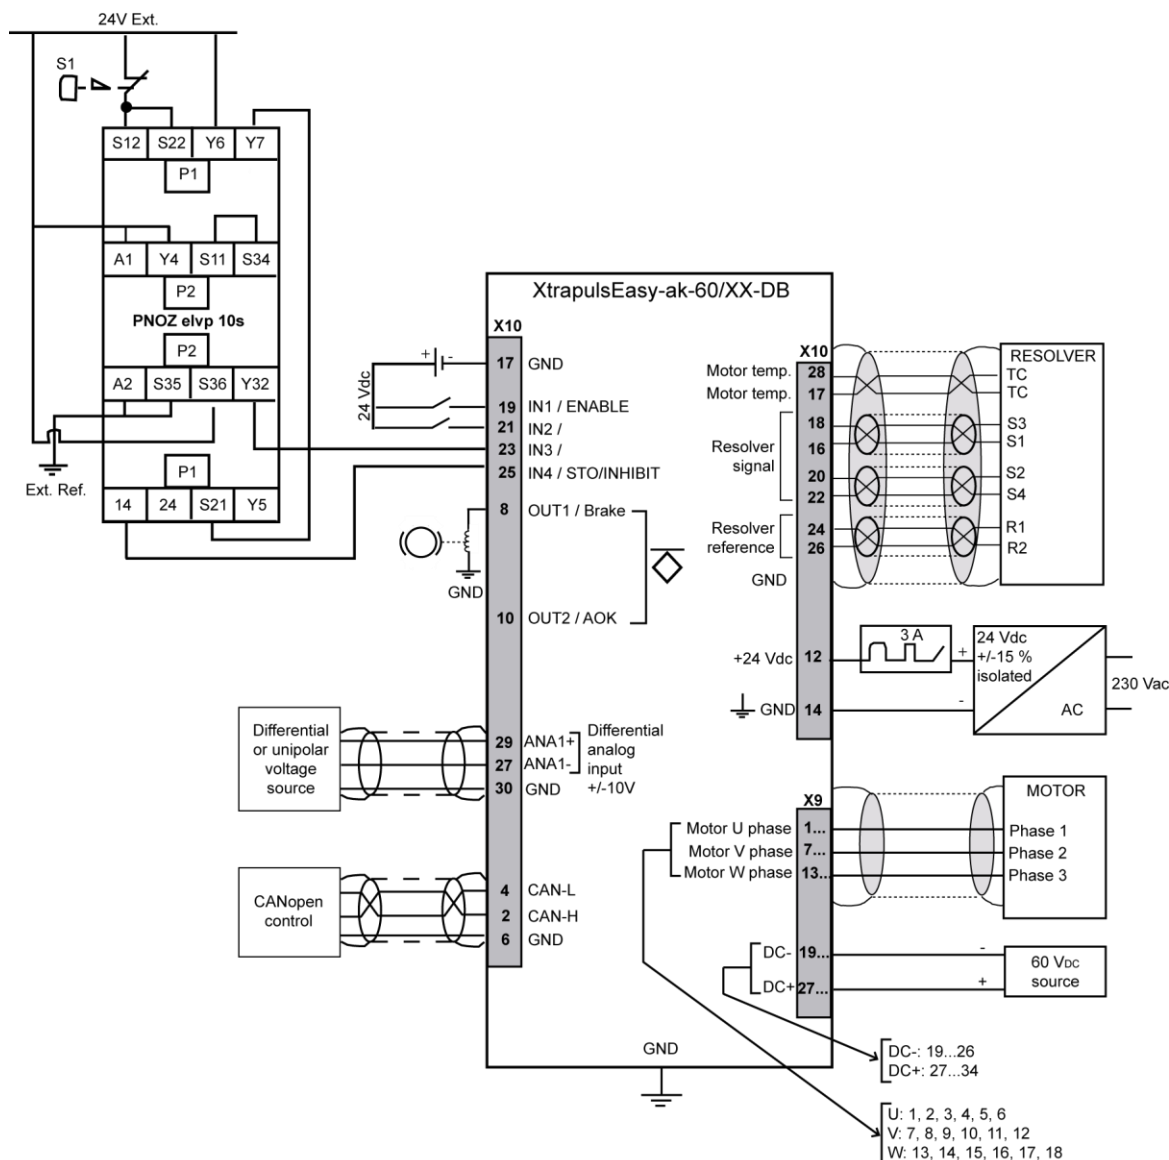 24V Ext.
S1
S12 S22 Y6 Y7
P1
A1 Y4 S11 S34
P2
PNOZ elvp 10s
P2
A2 S35 S36 Y32
P1
14 24 S21 Y5
Ext. Ref.
XtrapulsEasy-ak-60/XX-DB
X10
+ -
24 Vdc
17 GND
19 IN1 / ENABLE
21 IN2 /
23 IN3 /
25 IN4 / STO/INHIBIT
8 OUT1 / Brake
GND
10 OUT2 / AOK
Differential
or unipolar
voltage
source
29 ANA1+
27 ANA1-
30 GND
Differential
analog
input
+/-10V
CANopen
control
4 CAN-L
2 CAN-H
6 GND
X10
Motor temp. 28
Motor temp. 17
Resolver
signal
18
16
20
22
Resolver
reference
24
26
GND
RESOLVER
TC
TC
S3
S1
S2
S4
R1
R2
+24 Vdc 12
GND 14
3 A
+
-
24 Vdc
+/-15 %
isolated
AC
230 Vac
X9
Motor U phase 1...
Motor V phase 7...
Motor W phase 13...
MOTOR
Phase 1
Phase 2
Phase 3
DC- 19...
DC+ 27...
-
+
60 VDC
source
GND
DC-: 19...26
DC+: 27...34
U: 1, 2, 3, 4, 5, 6
V: 7, 8, 9, 10, 11, 12
W: 13, 14, 15, 16, 17, 18